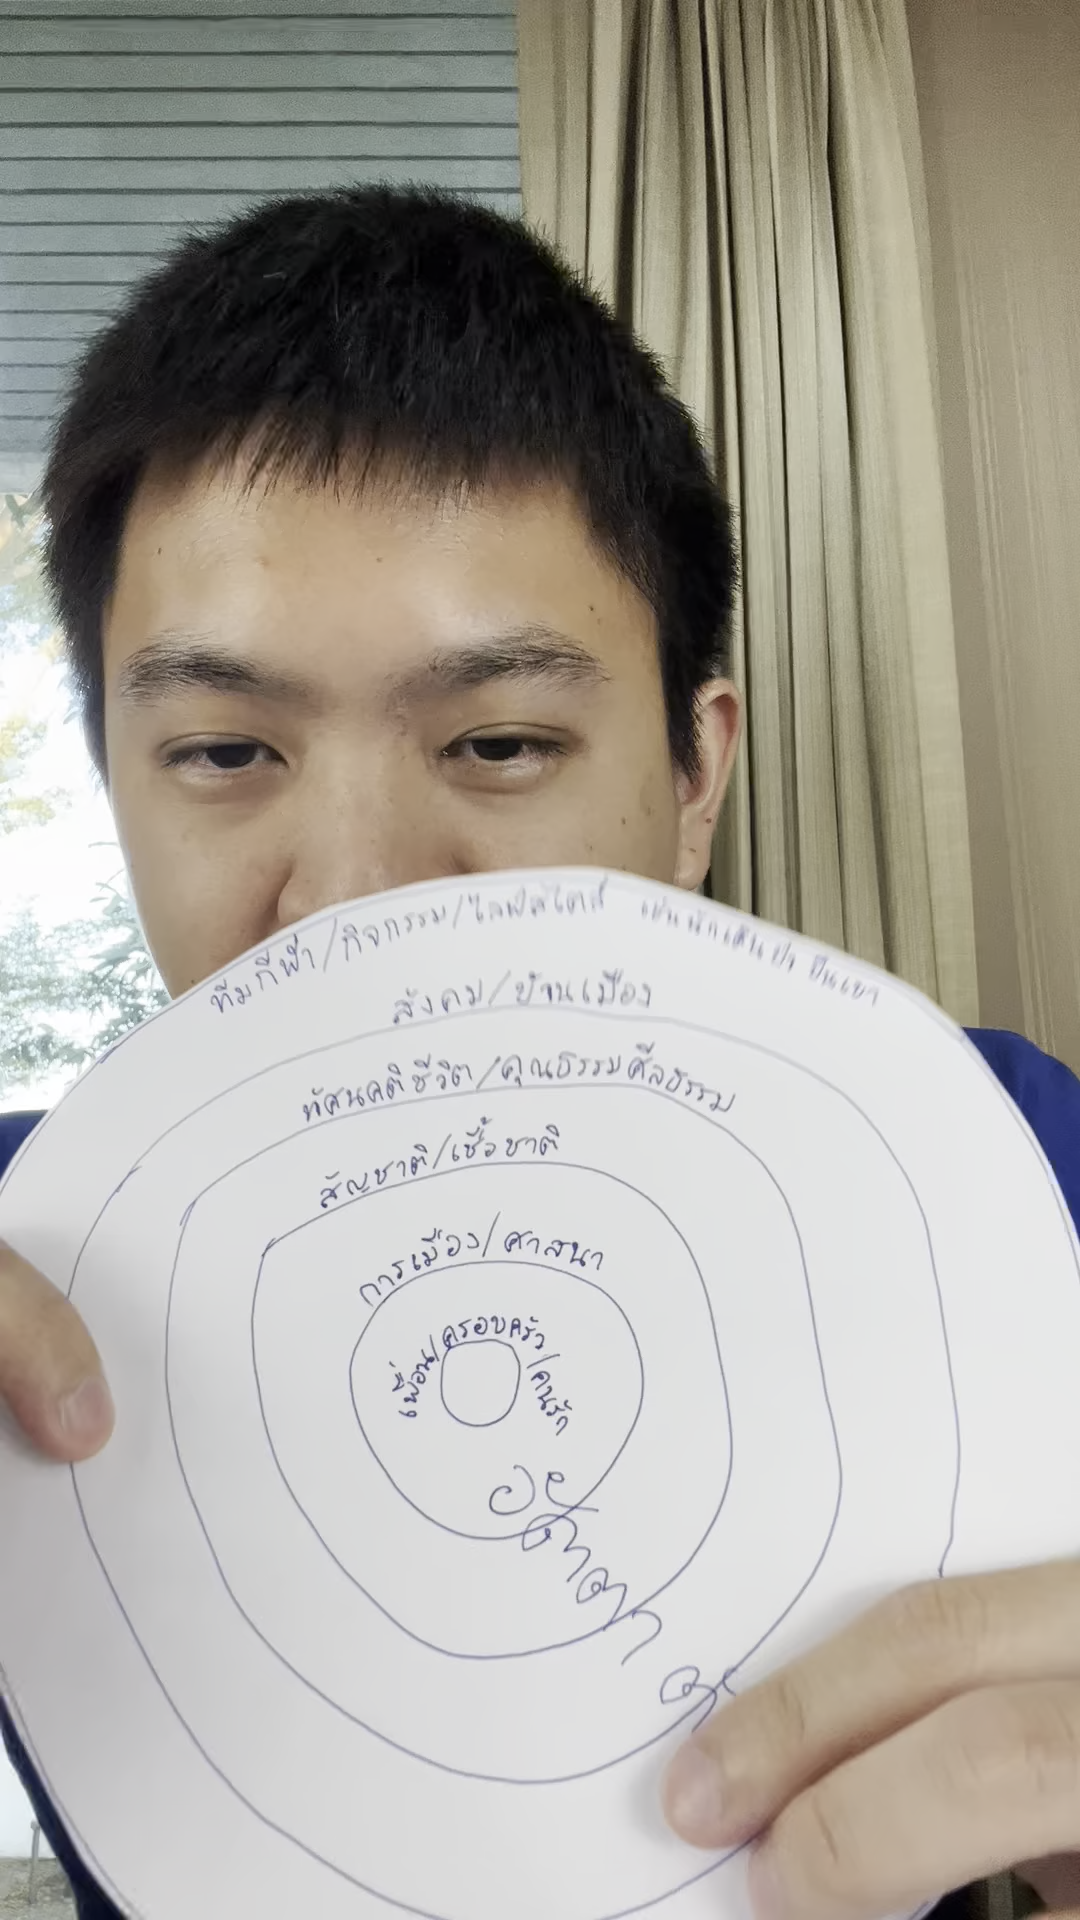 ทีมกีฬา/กิจกรรม/ไลฟ์สไตล์ เช่นนักเดินป่า ปีนเขา
สังคม/บ้านเมือง
ทัศนคติชีวิต/คุณธรรมศีลธรรม
สัญชาติ/เชื้อชาติ
การเมือง/ศาสนา
เพื่อน/ครอบครัว/คนรัก